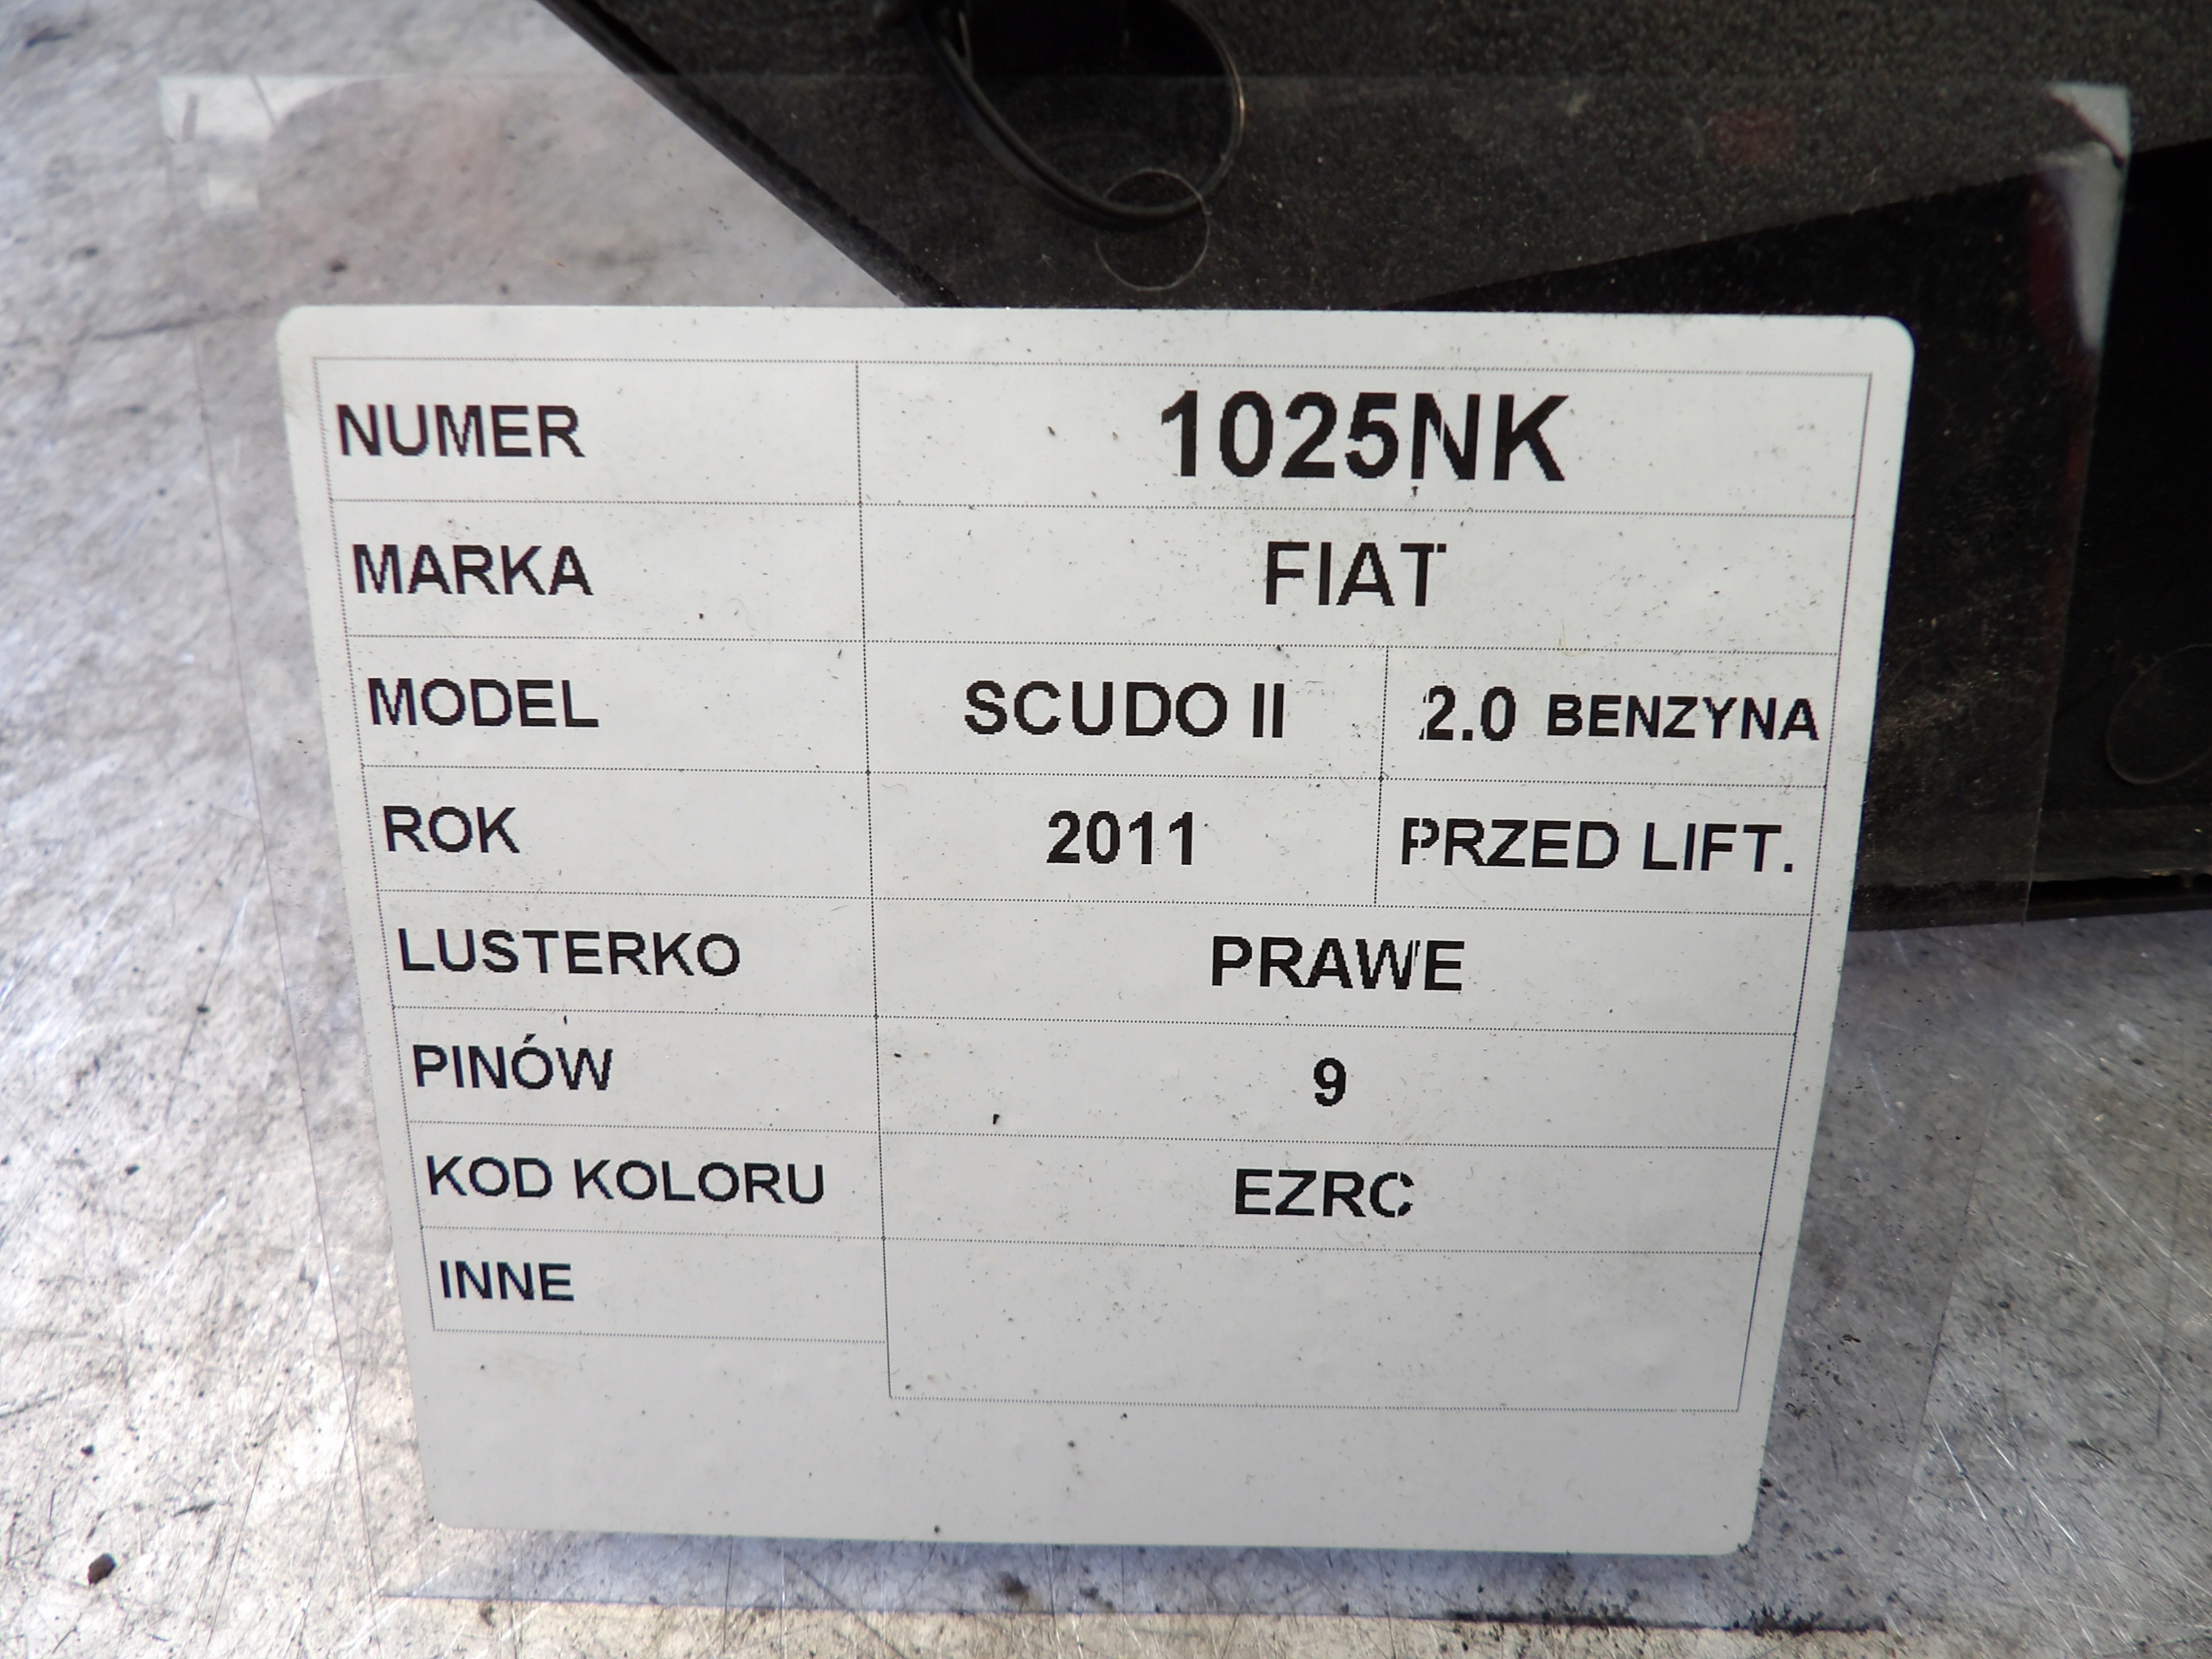 NUMER 1025NK
MARKA FIAT
MODEL SCUDO II 2.0 BENZYNA
ROK 2011 PRZED LIFT.
LUSTERKO PRAWE
PINÓW 9
KOD KOLORU EZRC
INNE